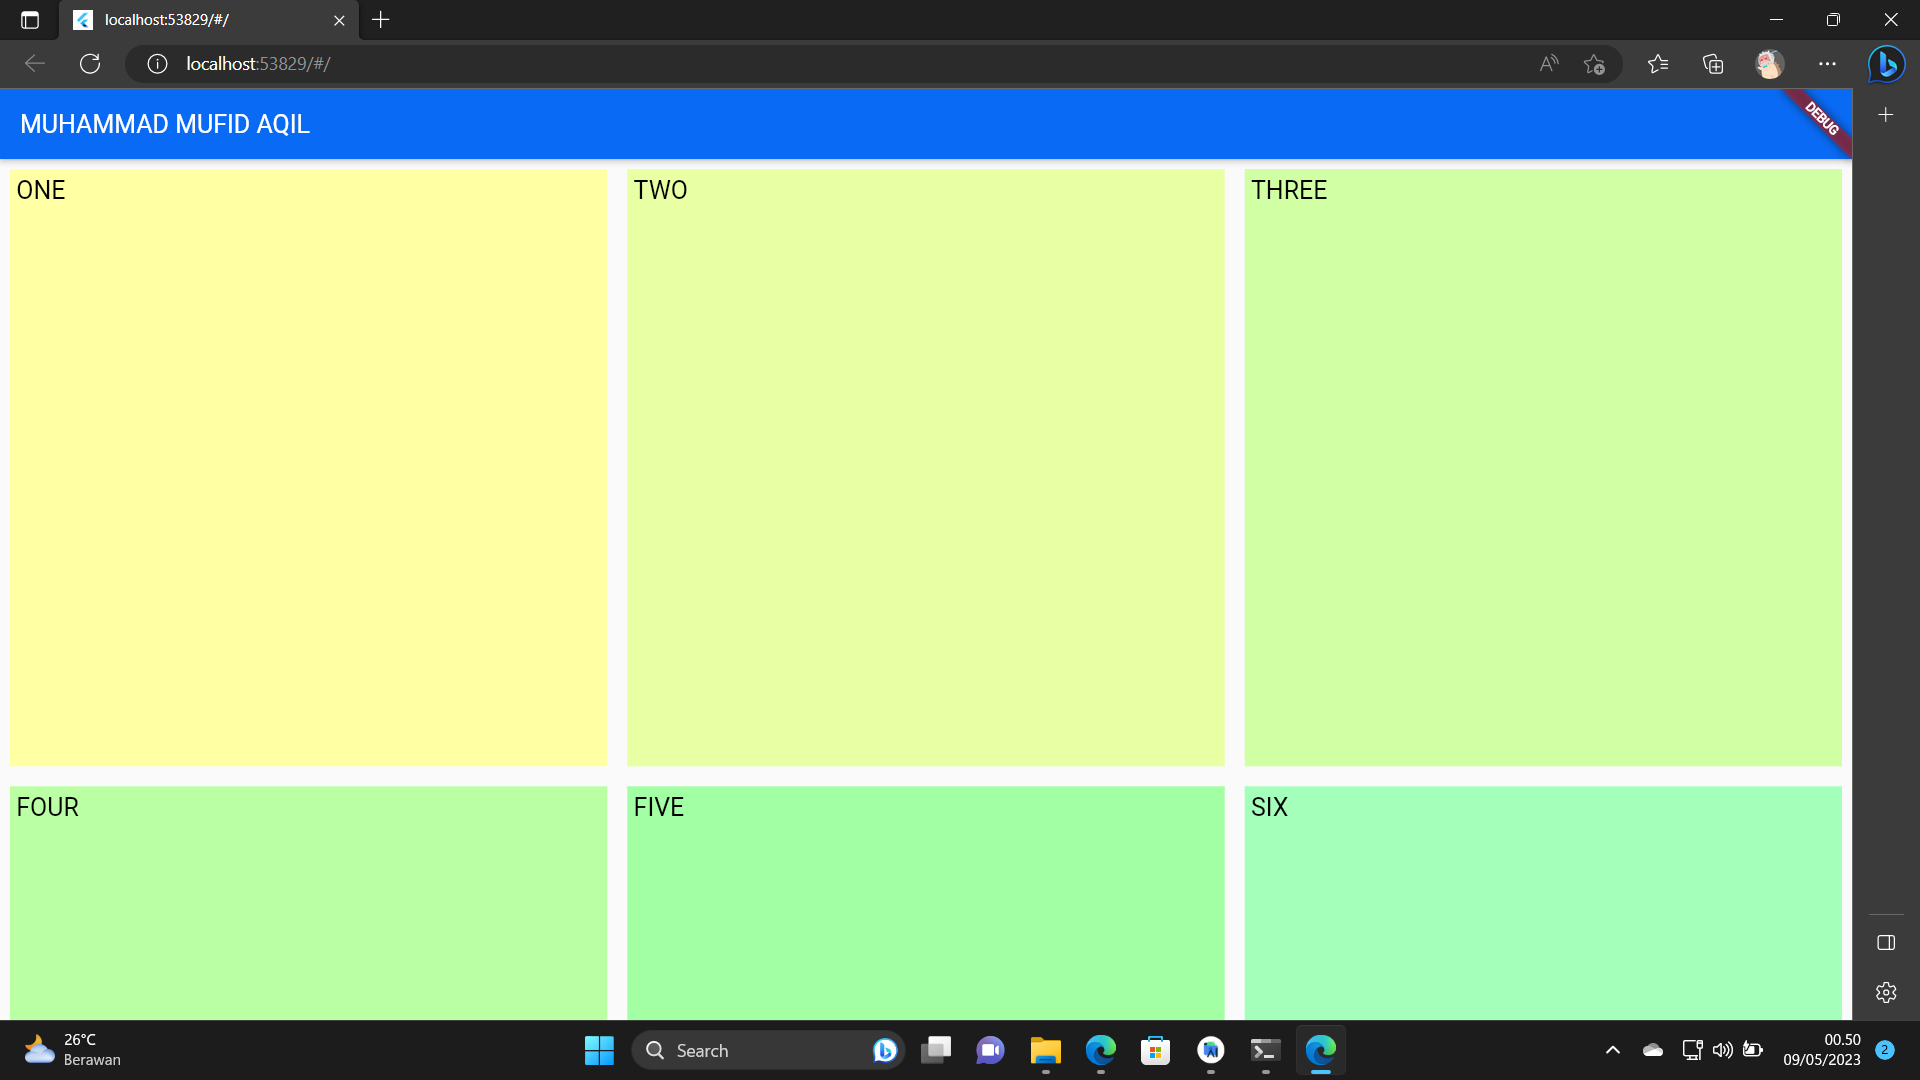 localhost:53829/#/
localhost:53829/#/
MUHAMMAD MUFID AQIL
DEBUG
ONE
TWO
THREE
FOUR
FIVE
SIX
26°C
Berawan
Search
00.50
09/05/2023
2